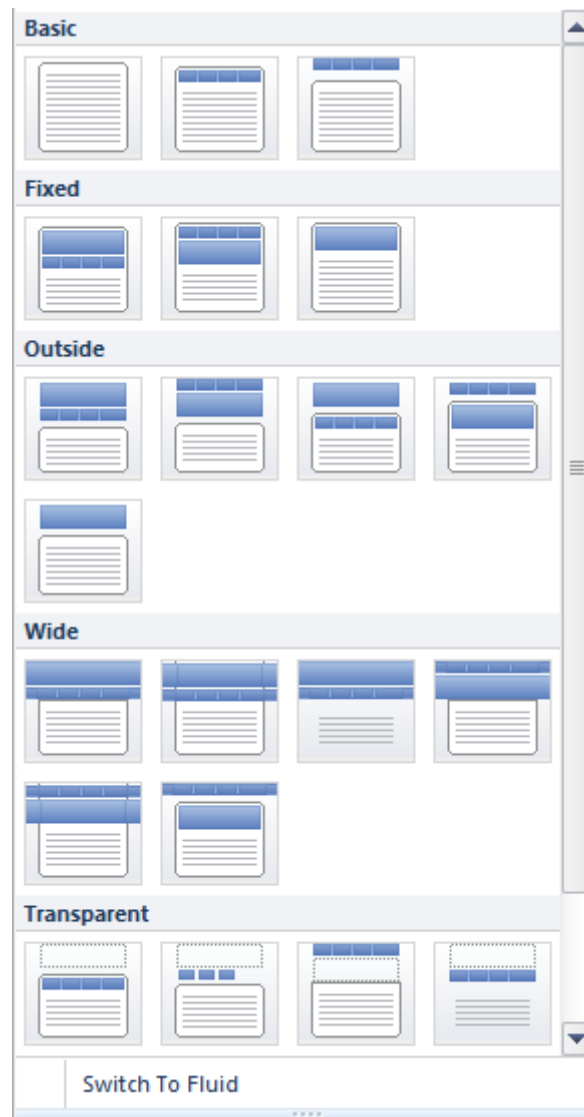 Basic
Fixed
Outside
Wide
Transparent
Switch To Fluid